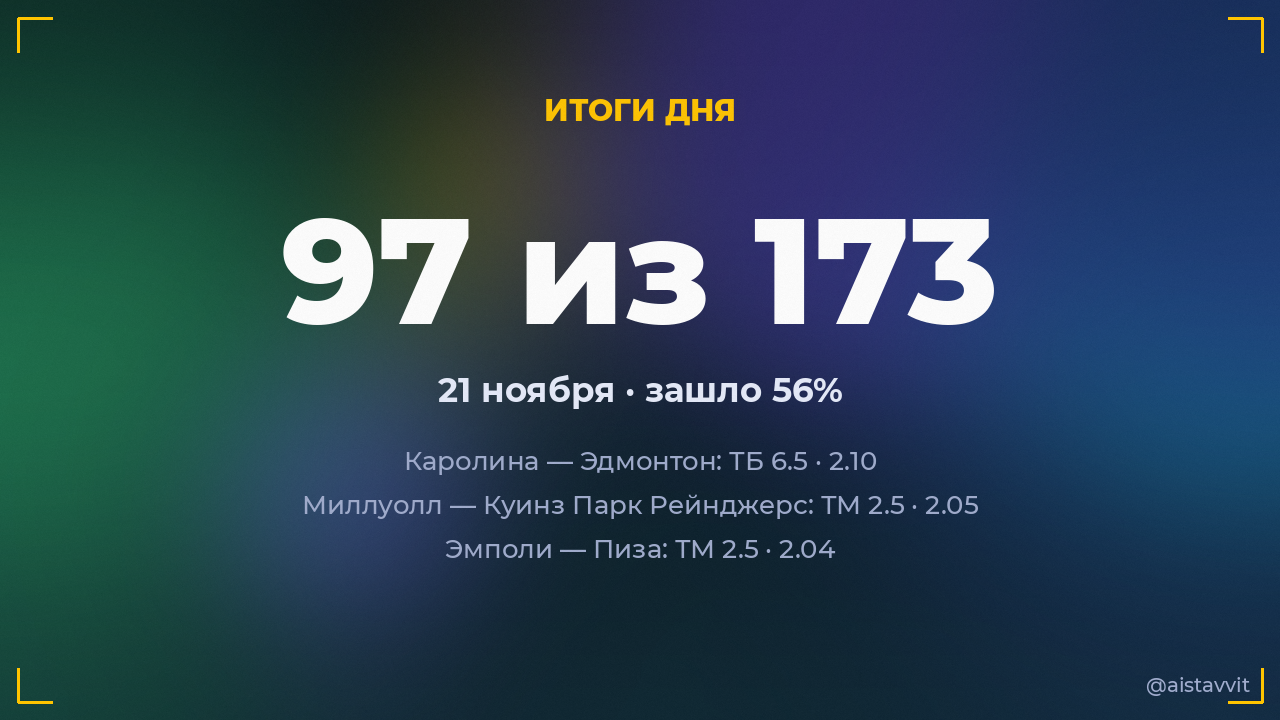 ИТОГИ ДНЯ
97 из 173
21 ноября · зашло 56%
Каролина — Эдмонтон: ТБ 6.5 · 2.10
Миллуолл — Куинз Парк Рейнджерс: ТМ 2.5 · 2.05
Эмполи — Пиза: ТМ 2.5 · 2.04
@aistavvit